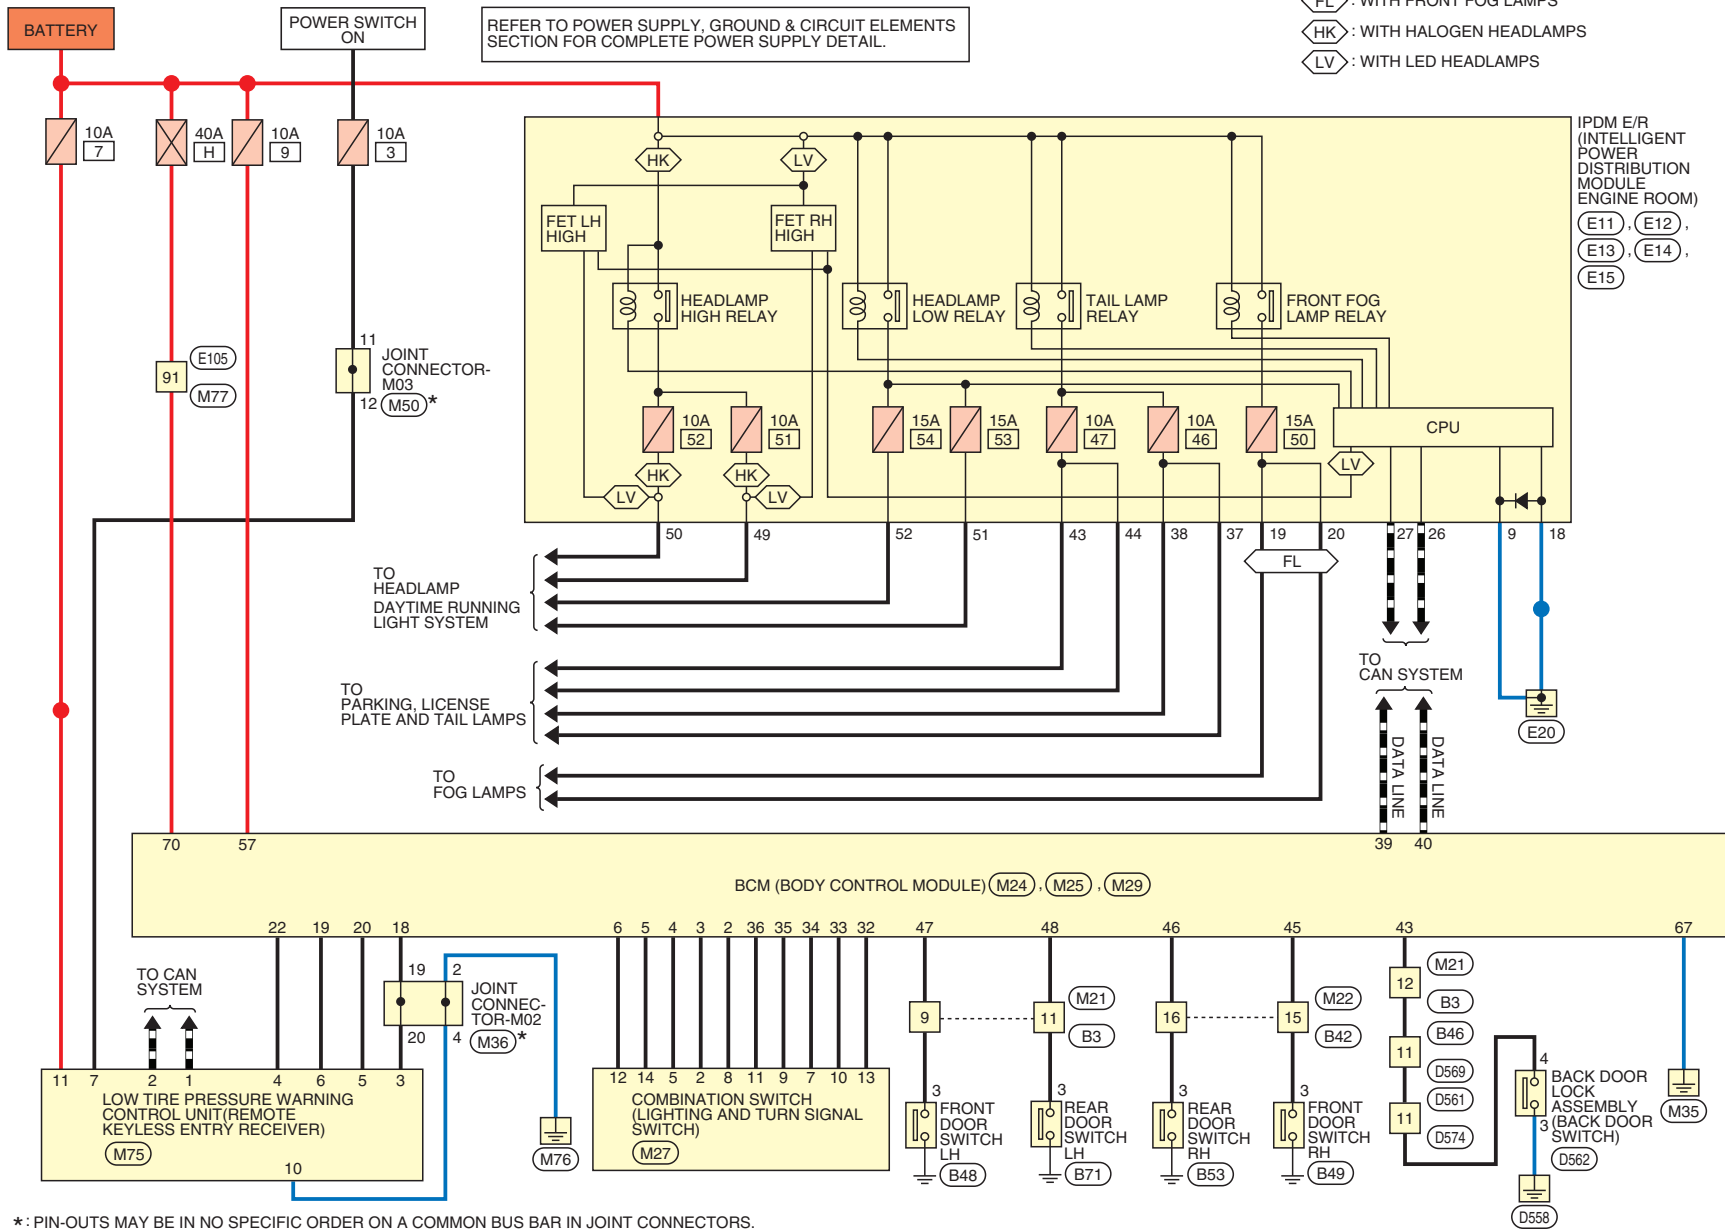 BATTERY
POWER SWITCH
ON
REFER TO POWER SUPPLY, GROUND & CIRCUIT ELEMENTS
SECTION FOR COMPLETE POWER SUPPLY DETAIL.
FL : WITH FRONT FOG LAMPS
HK : WITH HALOGEN HEADLAMPS
LV : WITH LED HEADLAMPS
10A
7
40A
H
10A
9
10A
3
IPDM E/R
(INTELLIGENT
POWER
DISTRIBUTION
MODULE
ENGINE ROOM)
E11 , E12 ,
E13 , E14 ,
E15
HK
LV
FET LH
HIGH
FET RH
HIGH
HEADLAMP
HIGH RELAY
HEADLAMP
LOW RELAY
TAIL LAMP
RELAY
FRONT FOG
LAMP RELAY
91
E105
M77
11
JOINT
CONNECTOR-
M03
12 M50 *
10A
52
10A
51
15A
54
15A
53
10A
47
10A
46
15A
50
CPU
HK
HK
LV
LV
LV
50 49 52 51 43 44 38 37 19 20 27 26 9 18
FL
TO
HEADLAMP
DAYTIME RUNNING
LIGHT SYSTEM
TO
PARKING, LICENSE
PLATE AND TAIL LAMPS
TO
FOG LAMPS
TO
CAN SYSTEM
DATA LINE
DATA LINE
E20
70 57 39 40
BCM (BODY CONTROL MODULE) M24 , M25 , M29
22 19 20 18 6 5 4 3 2 36 35 34 33 32 47 48 46 45 43 67
TO CAN
SYSTEM
19 2
JOINT
CONNEC-
TOR-M02
20 4 M36 *
11 7 2 1 4 6 5 3
LOW TIRE PRESSURE WARNING
CONTROL UNIT(REMOTE
KEYLESS ENTRY RECEIVER)
M75
10
M76
12 14 5 2 8 11 9 7 10 13
COMBINATION SWITCH
(LIGHTING AND TURN SIGNAL
SWITCH)
M27
9
11
M21
B3
16
15
M22
B42
3
FRONT
DOOR
SWITCH
LH
B48
3
REAR
DOOR
SWITCH
LH
B71
3
REAR
DOOR
SWITCH
RH
B53
3
FRONT
DOOR
SWITCH
RH
B49
M21
12
B3
B46
11
D569
D561
11
D574
4
BACK DOOR
LOCK
ASSEMBLY
3 (BACK DOOR
SWITCH)
D562
D558
M35
* : PIN-OUTS MAY BE IN NO SPECIFIC ORDER ON A COMMON BUS BAR IN JOINT CONNECTORS.